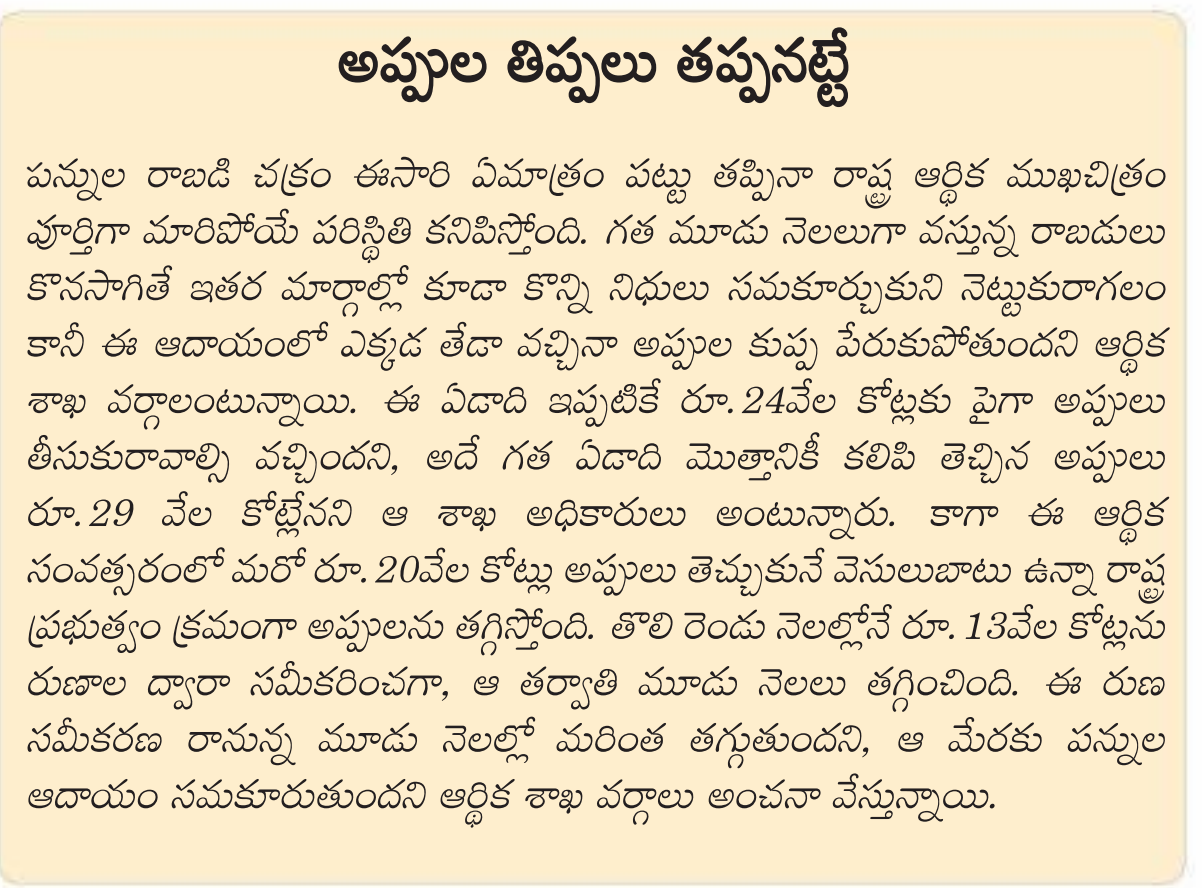 అప్పుల తిప్పలు తప్పనట్టే
పన్నుల రాబడి చక్రం ఈసారి ఏమాత్రం పట్టు తప్పినా రాష్ట్ర ఆర్థిక ముఖచిత్రం
పూర్తిగా మారిపోయే పరిస్థితి కనిపిస్తోంది. గత మూడు నెలలుగా వస్తున్న రాబడులు
కొనసాగితే ఇతర మార్గాల్లో కూడా కొన్ని నిధులు సమకూర్చుకుని నెట్టుకురాగలం
కానీ ఈ ఆదాయంలో ఎక్కడ తేడా వచ్చినా అప్పుల కుప్ప పేరుకుపోతుందని ఆర్థిక
శాఖ వర్గాలంటున్నాయి. ఈ ఏడాది ఇప్పటికే రూ.24వేల కోట్లకు పైగా అప్పులు
తీసుకురావాల్సి వచ్చిందని, అదే గత ఏడాది మొత్తానికీ కలిపి తెచ్చిన అప్పులు
రూ.29 వేల కోట్లేనని ఆ శాఖ అధికారులు అంటున్నారు. కాగా ఈ ఆర్థిక
సంవత్సరంలో మరో రూ.20వేల కోట్లు అప్పులు తెచ్చుకునే వెసులుబాటు ఉన్నా రాష్ట్ర
ప్రభుత్వం క్రమంగా అప్పులను తగ్గిస్తోంది. తొలి రెండు నెలల్లోనే రూ.13వేల కోట్లను
రుణాల ద్వారా సమీకరించగా, ఆ తర్వాతి మూడు నెలలు తగ్గించింది. ఈ రుణ
సమీకరణ రానున్న మూడు నెలల్లో మరింత తగ్గుతుందని, ఆ మేరకు పన్నుల
ఆదాయం సమకూరుతుందని ఆర్థిక శాఖ వర్గాలు అంచనా వేస్తున్నాయి.